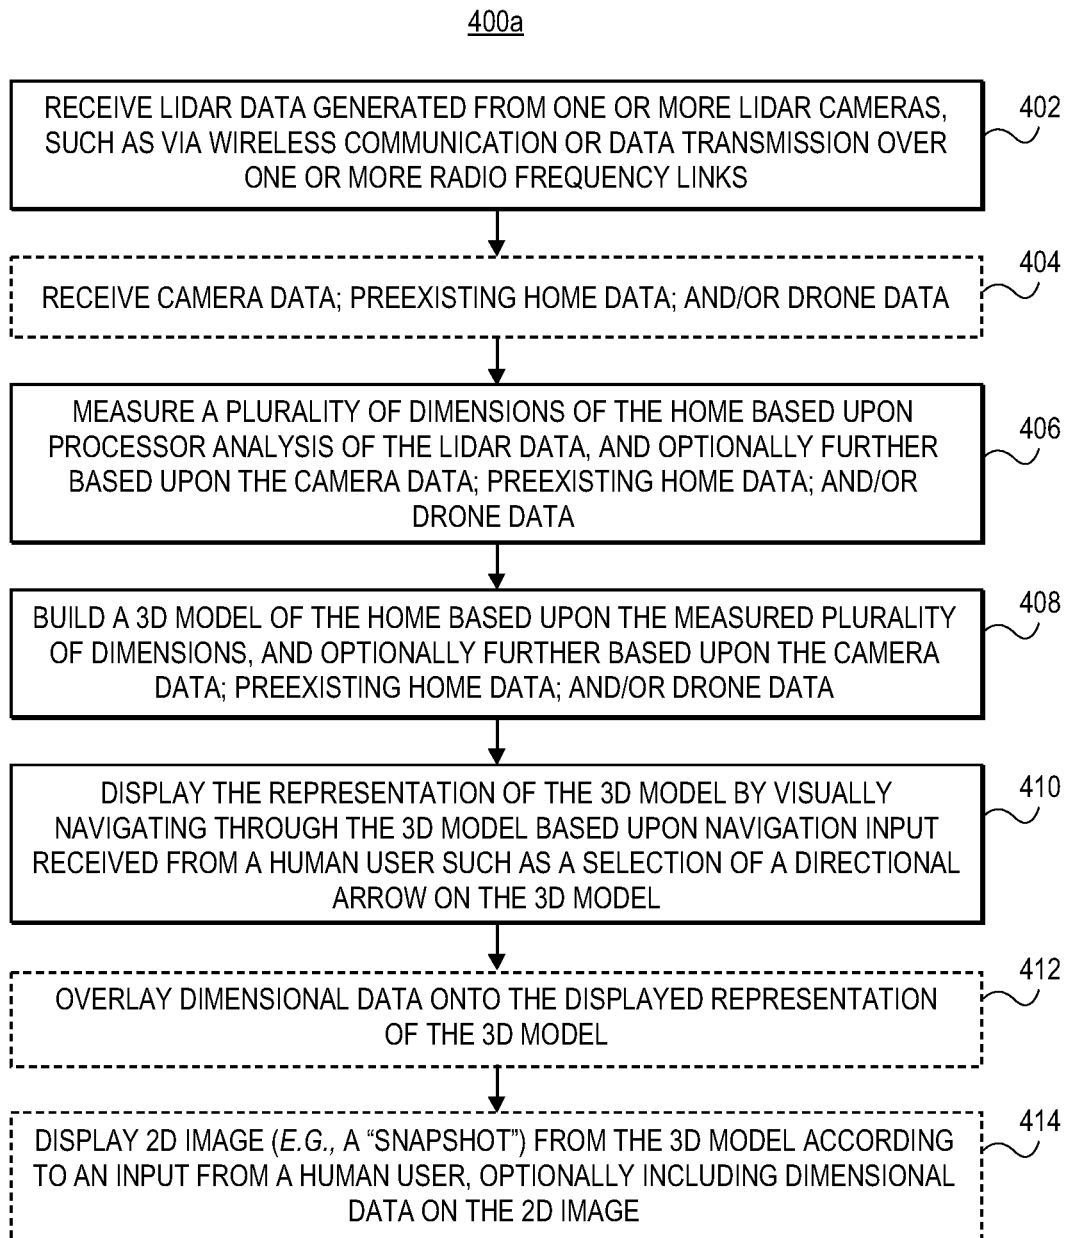 400a
RECEIVE LIDAR DATA GENERATED FROM ONE OR MORE LIDAR CAMERAS,
SUCH AS VIA WIRELESS COMMUNICATION OR DATA TRANSMISSION OVER
ONE OR MORE RADIO FREQUENCY LINKS
402
RECEIVE CAMERA DATA; PREEXISTING HOME DATA; AND/OR DRONE DATA
404
MEASURE A PLURALITY OF DIMENSIONS OF THE HOME BASED UPON
PROCESSOR ANALYSIS OF THE LIDAR DATA, AND OPTIONALLY FURTHER
BASED UPON THE CAMERA DATA; PREEXISTING HOME DATA; AND/OR
DRONE DATA
406
BUILD A 3D MODEL OF THE HOME BASED UPON THE MEASURED PLURALITY
OF DIMENSIONS, AND OPTIONALLY FURTHER BASED UPON THE CAMERA
DATA; PREEXISTING HOME DATA; AND/OR DRONE DATA
408
DISPLAY THE REPRESENTATION OF THE 3D MODEL BY VISUALLY
NAVIGATING THROUGH THE 3D MODEL BASED UPON NAVIGATION INPUT
RECEIVED FROM A HUMAN USER SUCH AS A SELECTION OF A DIRECTIONAL
ARROW ON THE 3D MODEL
410
OVERLAY DIMENSIONAL DATA ONTO THE DISPLAYED REPRESENTATION
OF THE 3D MODEL
412
DISPLAY 2D IMAGE (E.G., A “SNAPSHOT”) FROM THE 3D MODEL ACCORDING
TO AN INPUT FROM A HUMAN USER, OPTIONALLY INCLUDING DIMENSIONAL
DATA ON THE 2D IMAGE
414